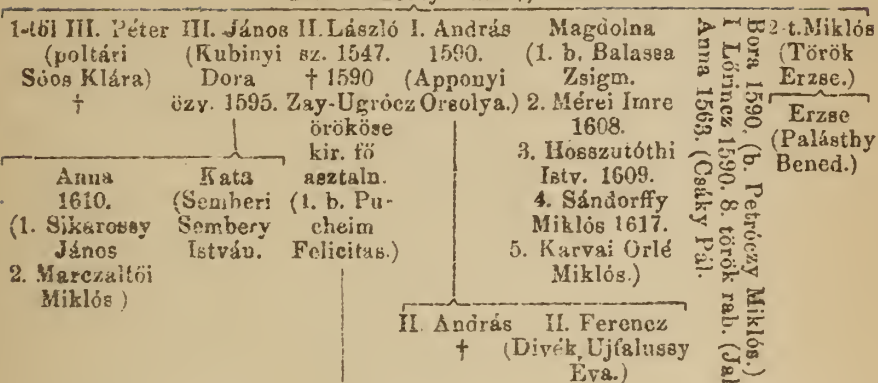 1-től III. Péter
(poltári
Sóos Klára)
†
III. János
(Kubinyi
Dora
özv. 1595.
II. László
sz. 1547.
† 1590
Zay-Ugrócz
örököse
kir. fő
asztaln.
(1. b. Pu-
cheim
Felicitas.)
I. András
1590.
(Apponyi
Orsolya.)
Magdolna
(1. b. Balassa
Zsigm.
2. Mérei Imre
1608.
3. Hosszutóthi
Istv. 1609.
4. Sándorffy
Miklós 1617.
5. Karvai Orlé
Miklós.)
Bora 1590. (b. Petróczy Miklós.)
I Lőrincz 1590. 8. török rab.
Anna 1563. (Csáky Pál.
2-t. Miklós
(Török
Erzse.)
Erzse
(Palásthy
Bened.)
Anna
1610.
(1. Sikarossy
János
2. Marczaltöi
Miklós )
Kata
(Semberi
Sembery
István.
II. András
†
II. Ferencz
(Divék Ujfalussy
Eva.)